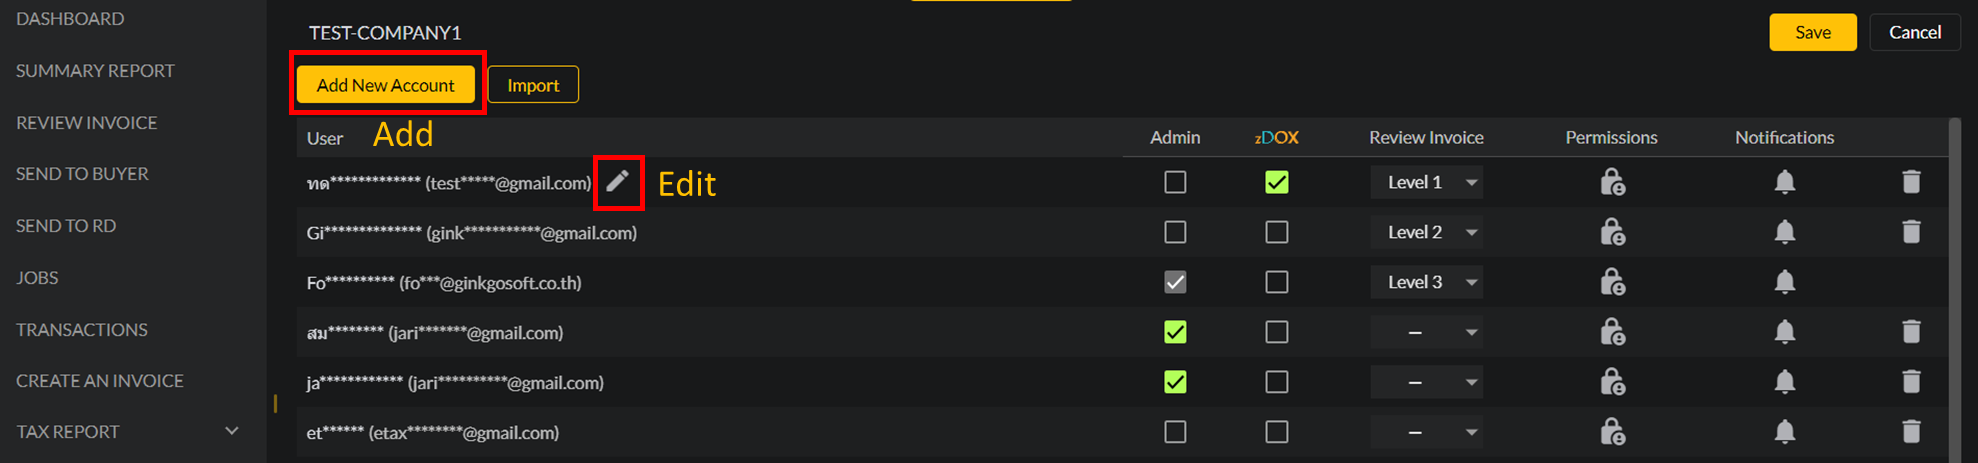 DASHBOARD
SUMMARY REPORT
REVIEW INVOICE
SEND TO BUYER
SEND TO RD
JOBS
TRANSACTIONS
CREATE AN INVOICE
TAX REPORT
TEST-COMPANY1
Save Cancel
Add New Account Import
Add
User Admin zDOX Review Invoice Permissions Notifications
ทด************* (test*****@gmail.com) Edit Level 1
Gi************** (gink***********@gmail.com) Level 2
Fo********** (fo***@ginkgosoft.co.th) Level 3
สม******** (jari*******@gmail.com) –
ja************ (jari**********@gmail.com) –
et****** (etax********@gmail.com) –